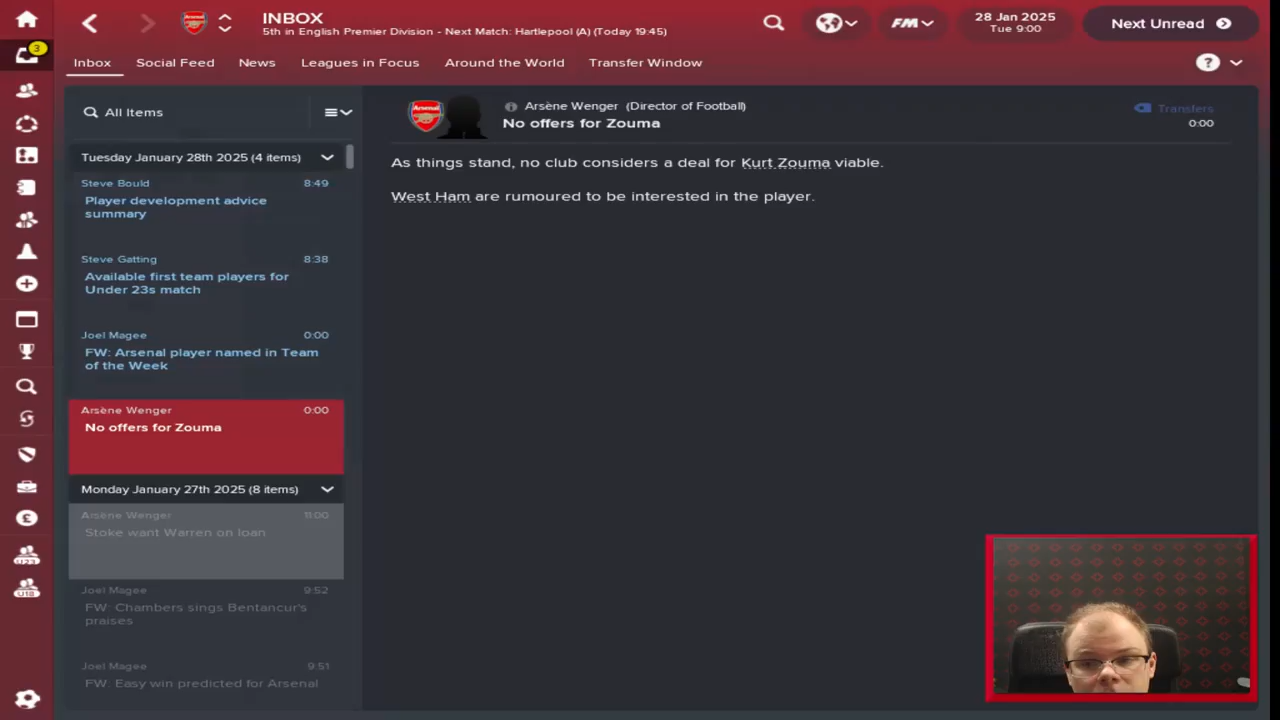 INBOX
5th in English Premier Division - Next Match: Hartlepool (A) (Today 19:45)
FM
28 Jan 2025
Tue 9:00
Next Unread
3
Inbox
Social Feed
News
Leagues in Focus
Around the World
Transfer Window
?
All Items
Tuesday January 28th 2025 (4 items)
Steve Bould 8:49
Player development advice
summary
Steve Gatting 8:38
Available first team players for
Under 23s match
Joel Magee 0:00
FW: Arsenal player named in Team
of the Week
Arsène Wenger 0:00
No offers for Zouma
Monday January 27th 2025 (8 items)
Arsène Wenger 11:00
Stoke want Warren on loan
Joel Magee 9:52
FW: Chambers sings Bentancur's
praises
Joel Magee 9:51
FW: Easy win predicted for Arsenal
Arsenal
Arsène Wenger (Director of Football)
No offers for Zouma
Transfers
0:00
As things stand, no club considers a deal for Kurt Zouma viable.
West Ham are rumoured to be interested in the player.
£
U23
U18